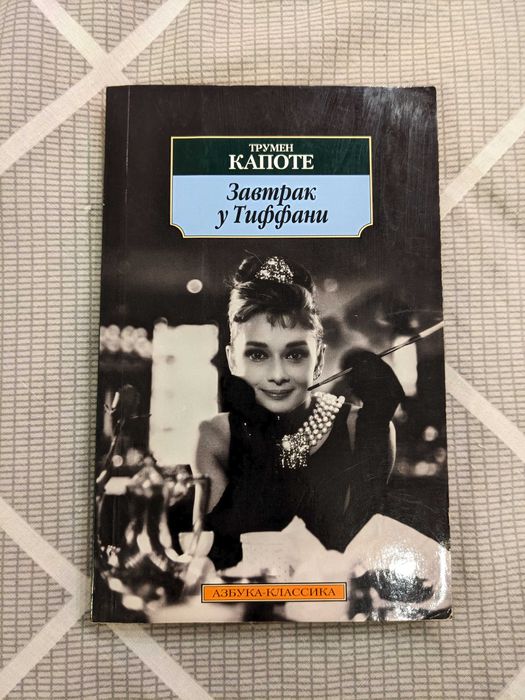 ТРУМЕН
КАПОТЕ
Завтрак
у Тиффани
АЗБУКА-КЛАССИКА